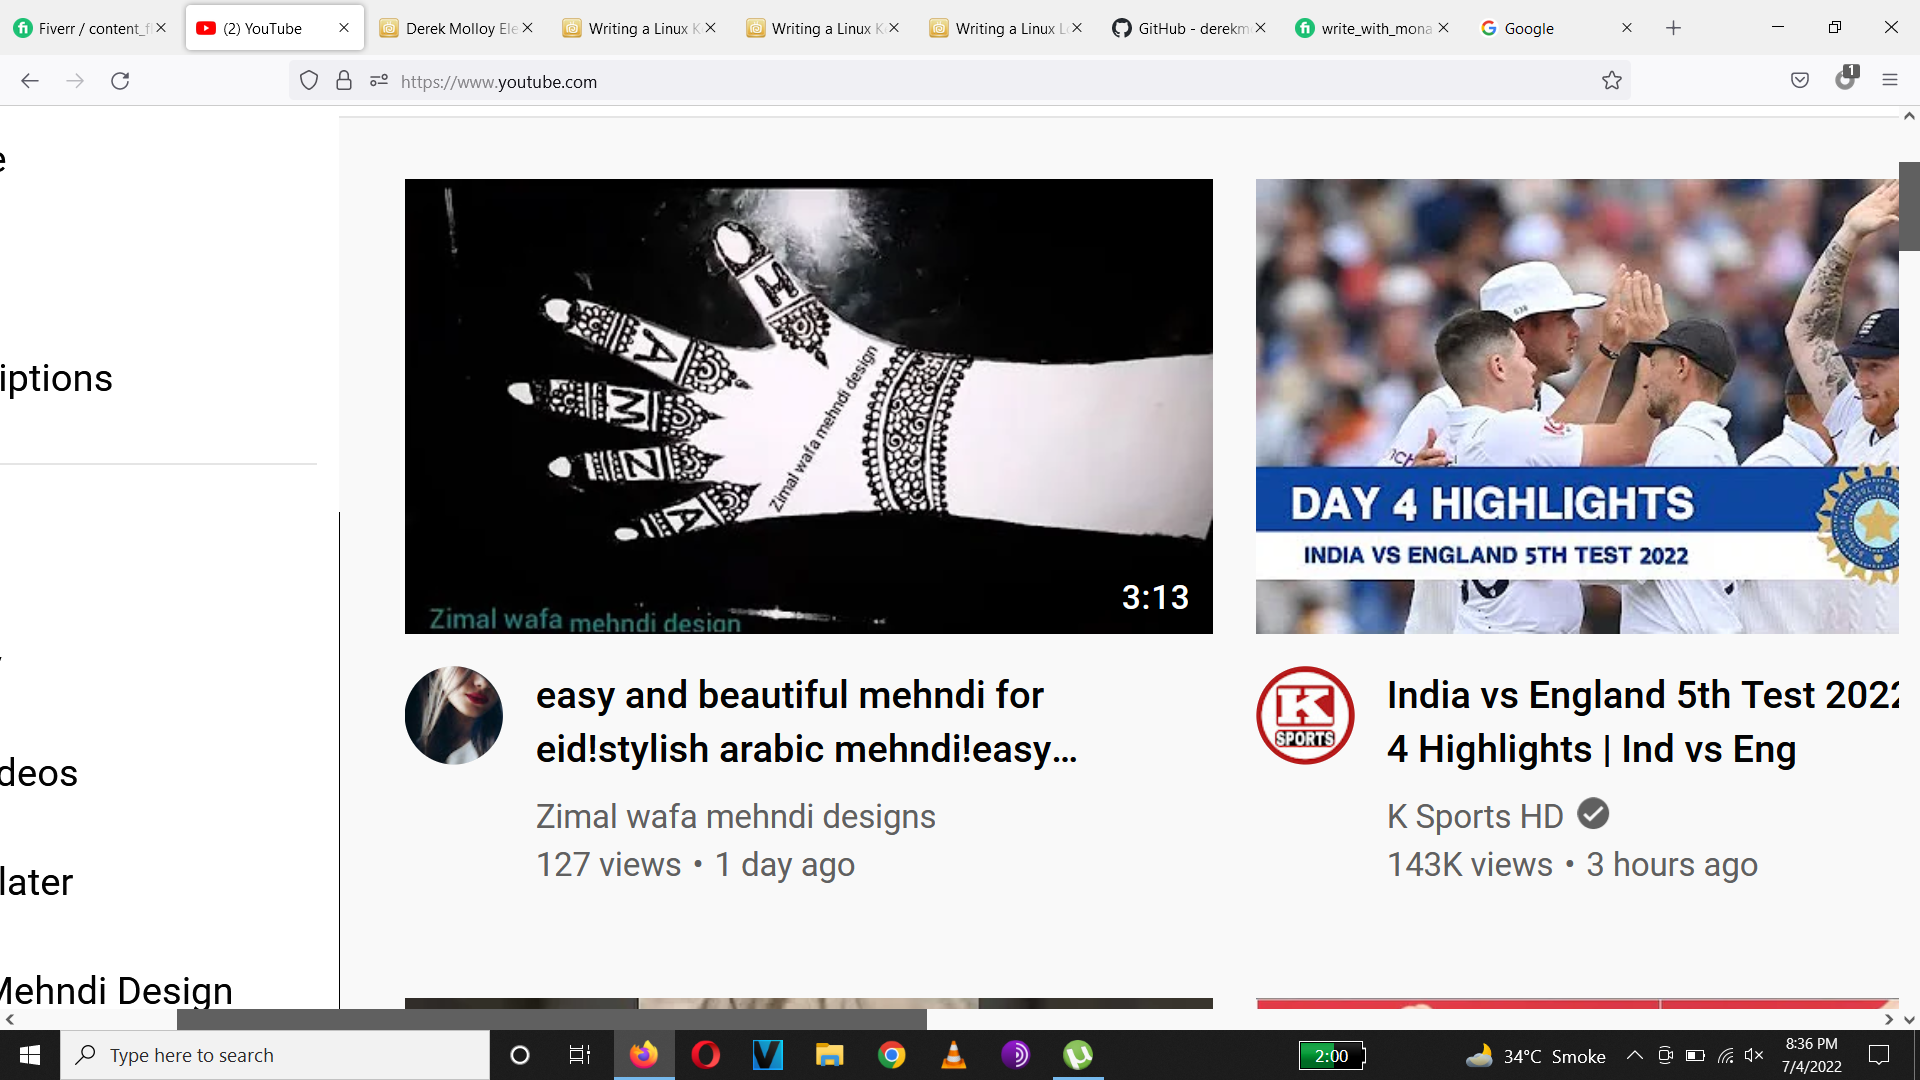 Fiverr / content_f
(2) YouTube
Derek Molloy Ele
Writing a Linux K
Writing a Linux K
Writing a Linux L
GitHub - derekm
write_with_mona
Google
https://www.youtube.com
1
e
iptions
deos
later
Mehndi Design
H
A
M
Z
A
Zimal wafa mehndi design
Zimal wafa mehndi design
3:13
easy and beautiful mehndi for
eid!stylish arabic mehndi!easy...
Zimal wafa mehndi designs
127 views • 1 day ago
DAY 4 HIGHLIGHTS
INDIA VS ENGLAND 5TH TEST 2022
K
SPORTS
India vs England 5th Test 2022
4 Highlights | Ind vs Eng
K Sports HD
143K views • 3 hours ago
Type here to search
2:00
34°C Smoke
8:36 PM
7/4/2022